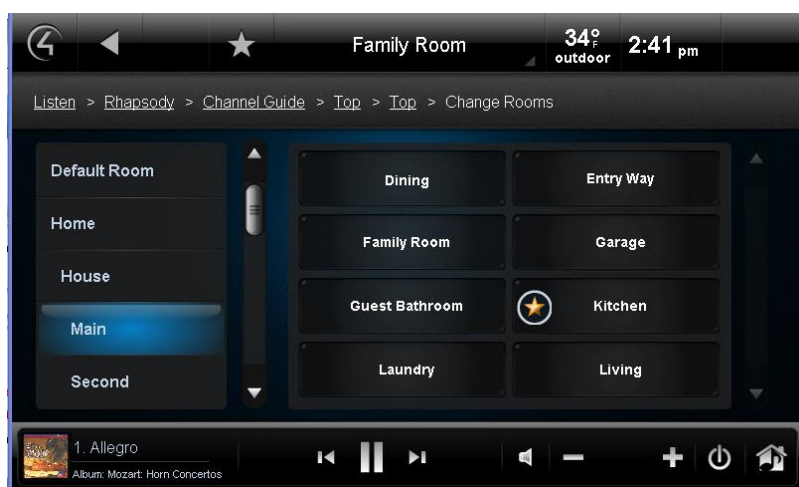 Family Room
34°F
outdoor
2:41 pm
Listen > Rhapsody > Channel Guide > Top > Top > Change Rooms
Default Room
Home
House
Main
Second
Dining
Entry Way
Family Room
Garage
Guest Bathroom
Kitchen
Laundry
Living
1. Allegro
Album: Mozart: Horn Concertos